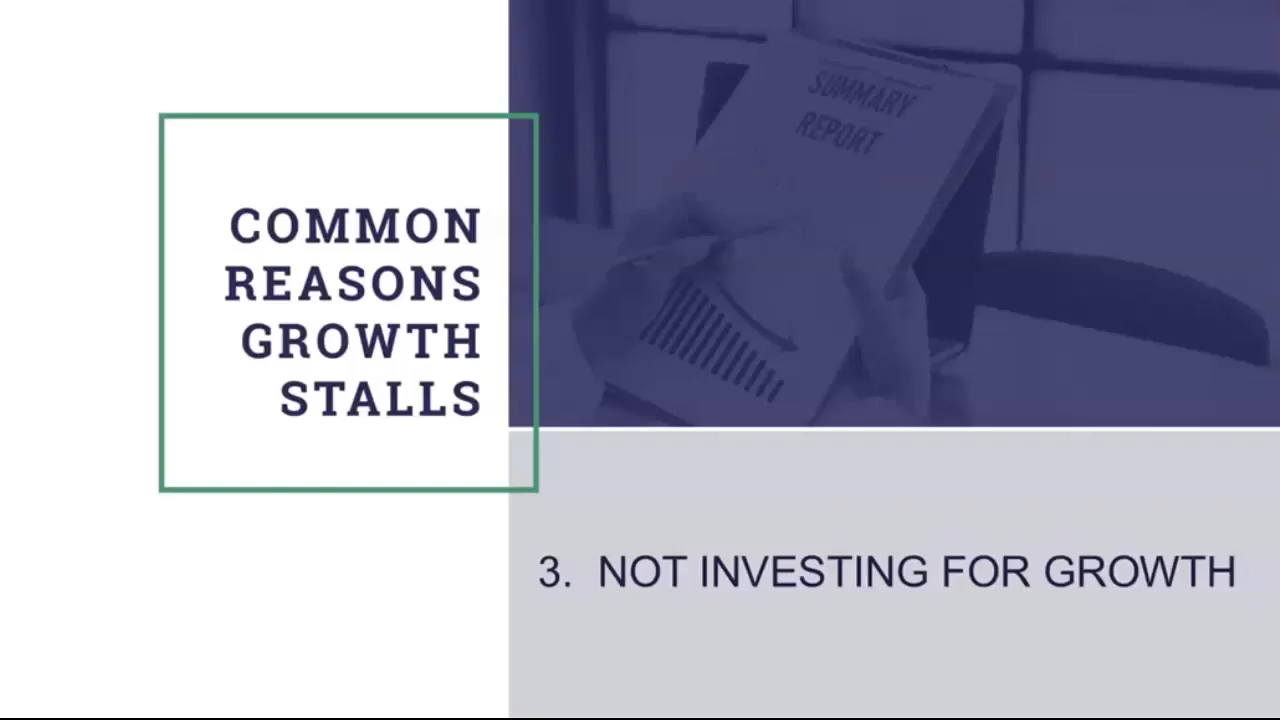 COMMON
REASONS
GROWTH
STALLS
SUMMARY
REPORT
3. NOT INVESTING FOR GROWTH